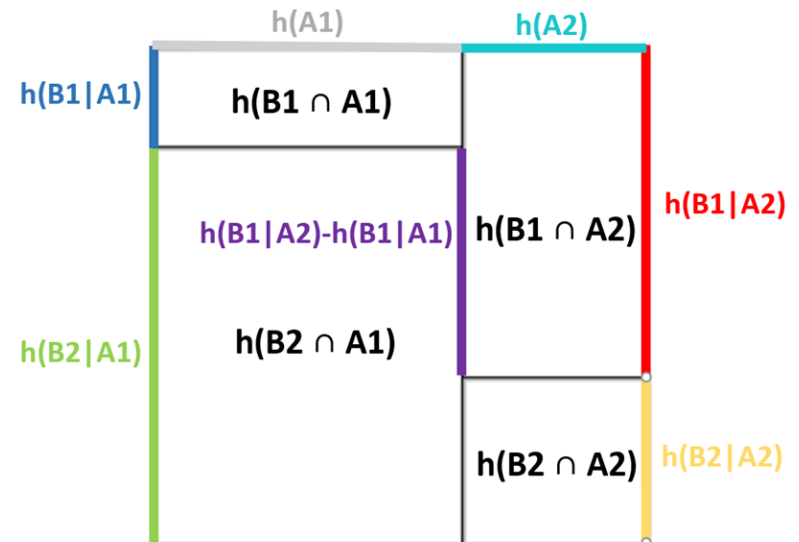 h(A1)
h(A2)
h(B1|A1)
h(B1 ∩ A1)
h(B1|A2)
h(B1|A2)-h(B1|A1)
h(B1 ∩ A2)
h(B2|A1)
h(B2 ∩ A1)
h(B2 ∩ A2)
h(B2|A2)